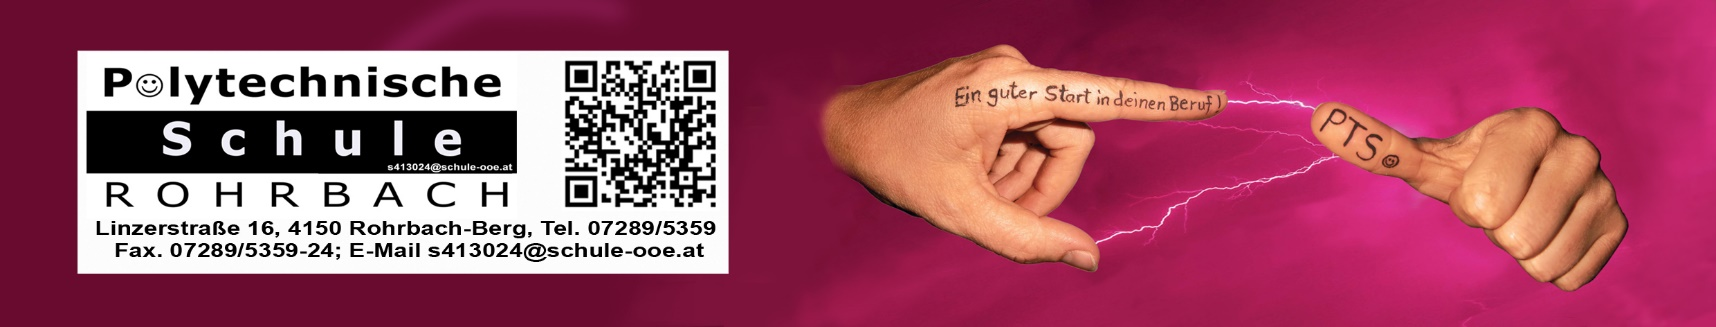 Polytechnische
Schule
s413024@schule-ooe.at
ROHRBACH
Linzerstraße 16, 4150 Rohrbach-Berg, Tel. 07289/5359
Fax. 07289/5359-24; E-Mail s413024@schule-ooe.at
Ein guter Start in deinen Beruf)
PTS